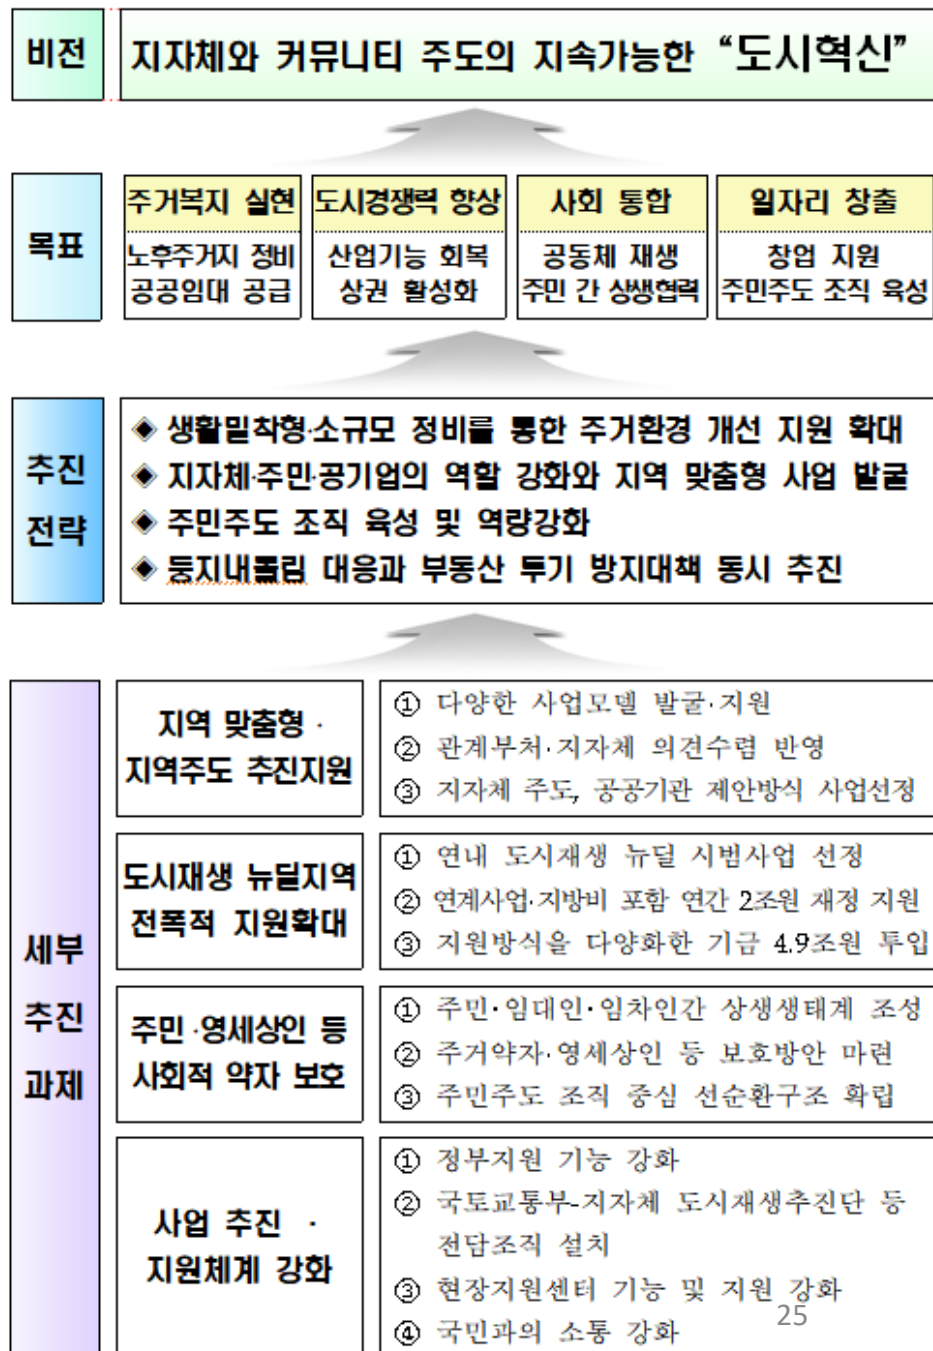 비전
지자체와 커뮤니티 주도의 지속가능한 “도시혁신”
목표
주거복지 실현
노후주거지 정비
공공임대 공급
도시경쟁력 향상
산업기능 회복
상권 활성화
사회 통합
공동체 재생
주민 간 상생협력
일자리 창출
창업 지원
주민주도 조직 육성
추진
전략
◈ 생활밀착형·소규모 정비를 통한 주거환경 개선 지원 확대
◈ 지자체·주민·공기업의 역할 강화와 지역 맞춤형 사업 발굴
◈ 주민주도 조직 육성 및 역량강화
◈ 둥지내몰림 대응과 부동산 투기 방지대책 동시 추진
세부
추진
과제
지역 맞춤형 ·
지역주도 추진지원
① 다양한 사업모델 발굴·지원
② 관계부처·지자체 의견수렴 반영
③ 지자체 주도, 공공기관 제안방식 사업선정
도시재생 뉴딜지역
전폭적 지원확대
① 연내 도시재생 뉴딜 시범사업 선정
② 연계사업·지방비 포함 연간 2조원 재정 지원
③ 지원방식을 다양화한 기금 4.9조원 투입
주민 ·영세상인 등
사회적 약자 보호
① 주민·임대인·임차인간 상생생태계 조성
② 주거약자·영세상인 등 보호방안 마련
③ 주민주도 조직 중심 선순환구조 확립
사업 추진 ·
지원체계 강화
① 정부지원 기능 강화
② 국토교통부-지자체 도시재생추진단 등
전담조직 설치
③ 현장지원센터 기능 및 지원 강화
④ 국민과의 소통 강화
25